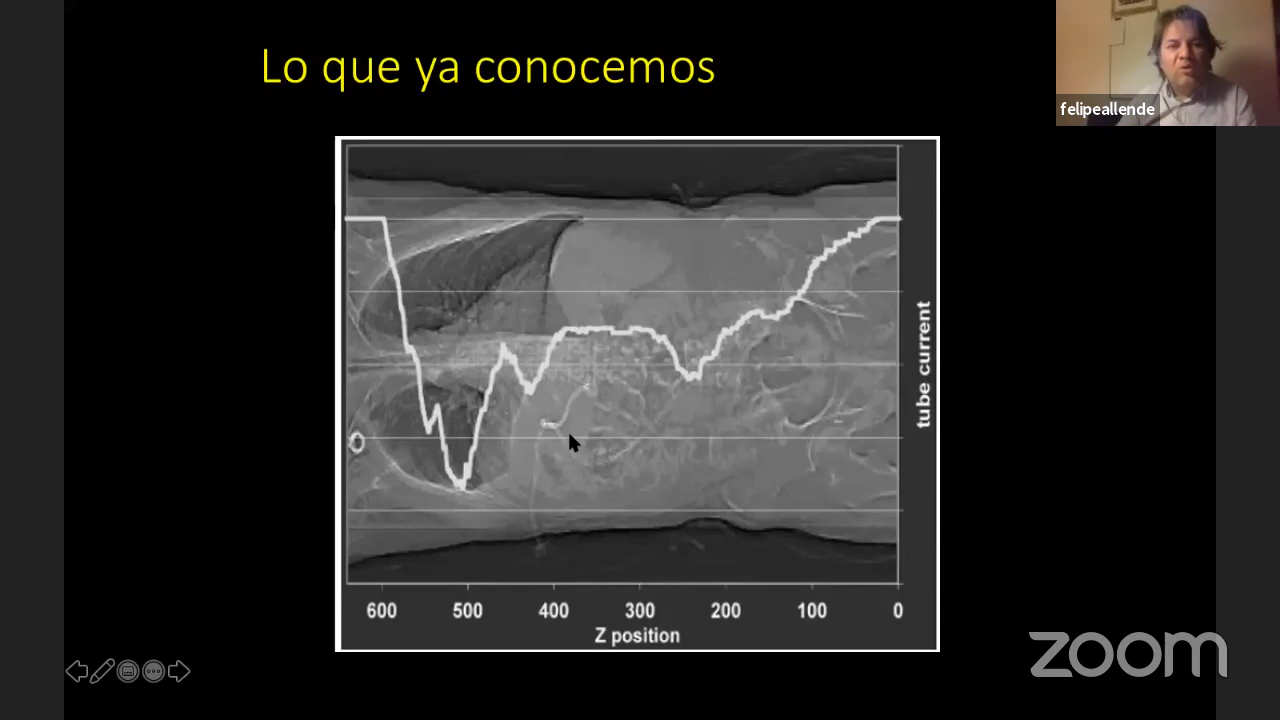 Lo que ya conocemos
felipeallende
tube current
600 500 400 300 200 100 0
Z position
zoom